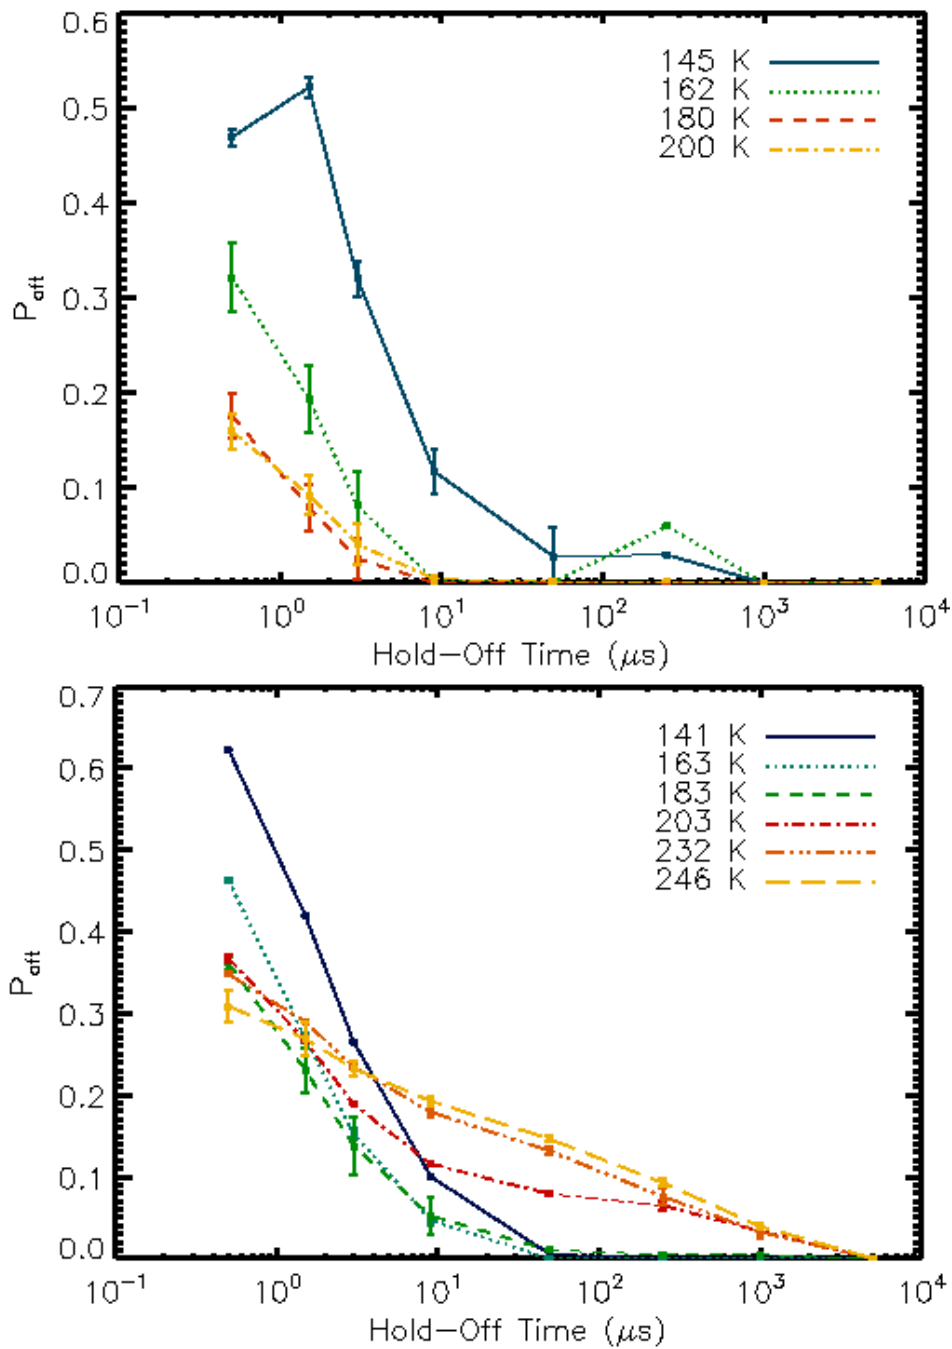 0.6
0.5
0.4
0.3
0.2
0.1
0.0
P_aft
145 K
162 K
180 K
200 K
10^-1 10^0 10^1 10^2 10^3 10^4
Hold-Off Time (μs)
0.7
0.6
0.5
0.4
0.3
0.2
0.1
0.0
P_aft
141 K
163 K
183 K
203 K
232 K
246 K
10^-1 10^0 10^1 10^2 10^3 10^4
Hold-Off Time (μs)